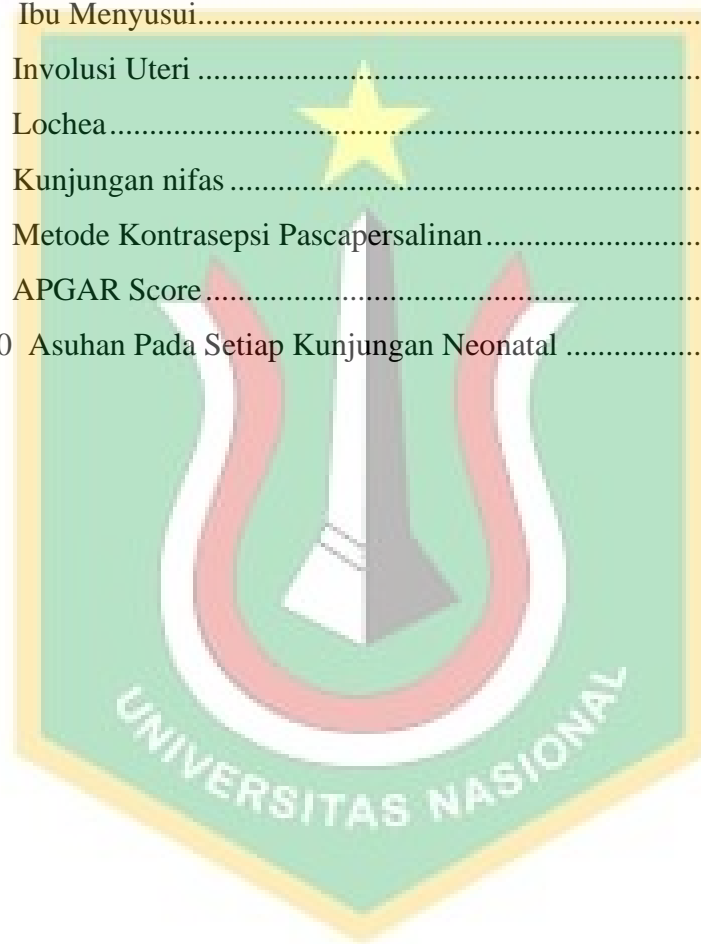 Ibu Menyusui................................................................
Involusi Uteri ................................................................
Lochea...........................................................................
Kunjungan nifas ............................................................
Metode Kontrasepsi Pascapersalinan...........................
APGAR Score................................................................
0 Asuhan Pada Setiap Kunjungan Neonatal ................
UNIVERSITAS NASIONAL